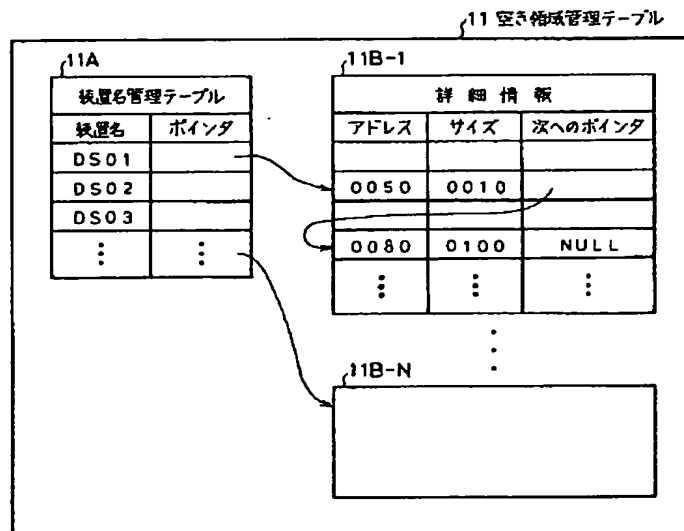 11 空き領域管理テーブル
11A
装置名管理テーブル
装置名 ポインタ
DS01
DS02
DS03
11B-1
詳細情報
アドレス サイズ 次へのポインタ
0050 0010
0080 0100 NULL
11B-N